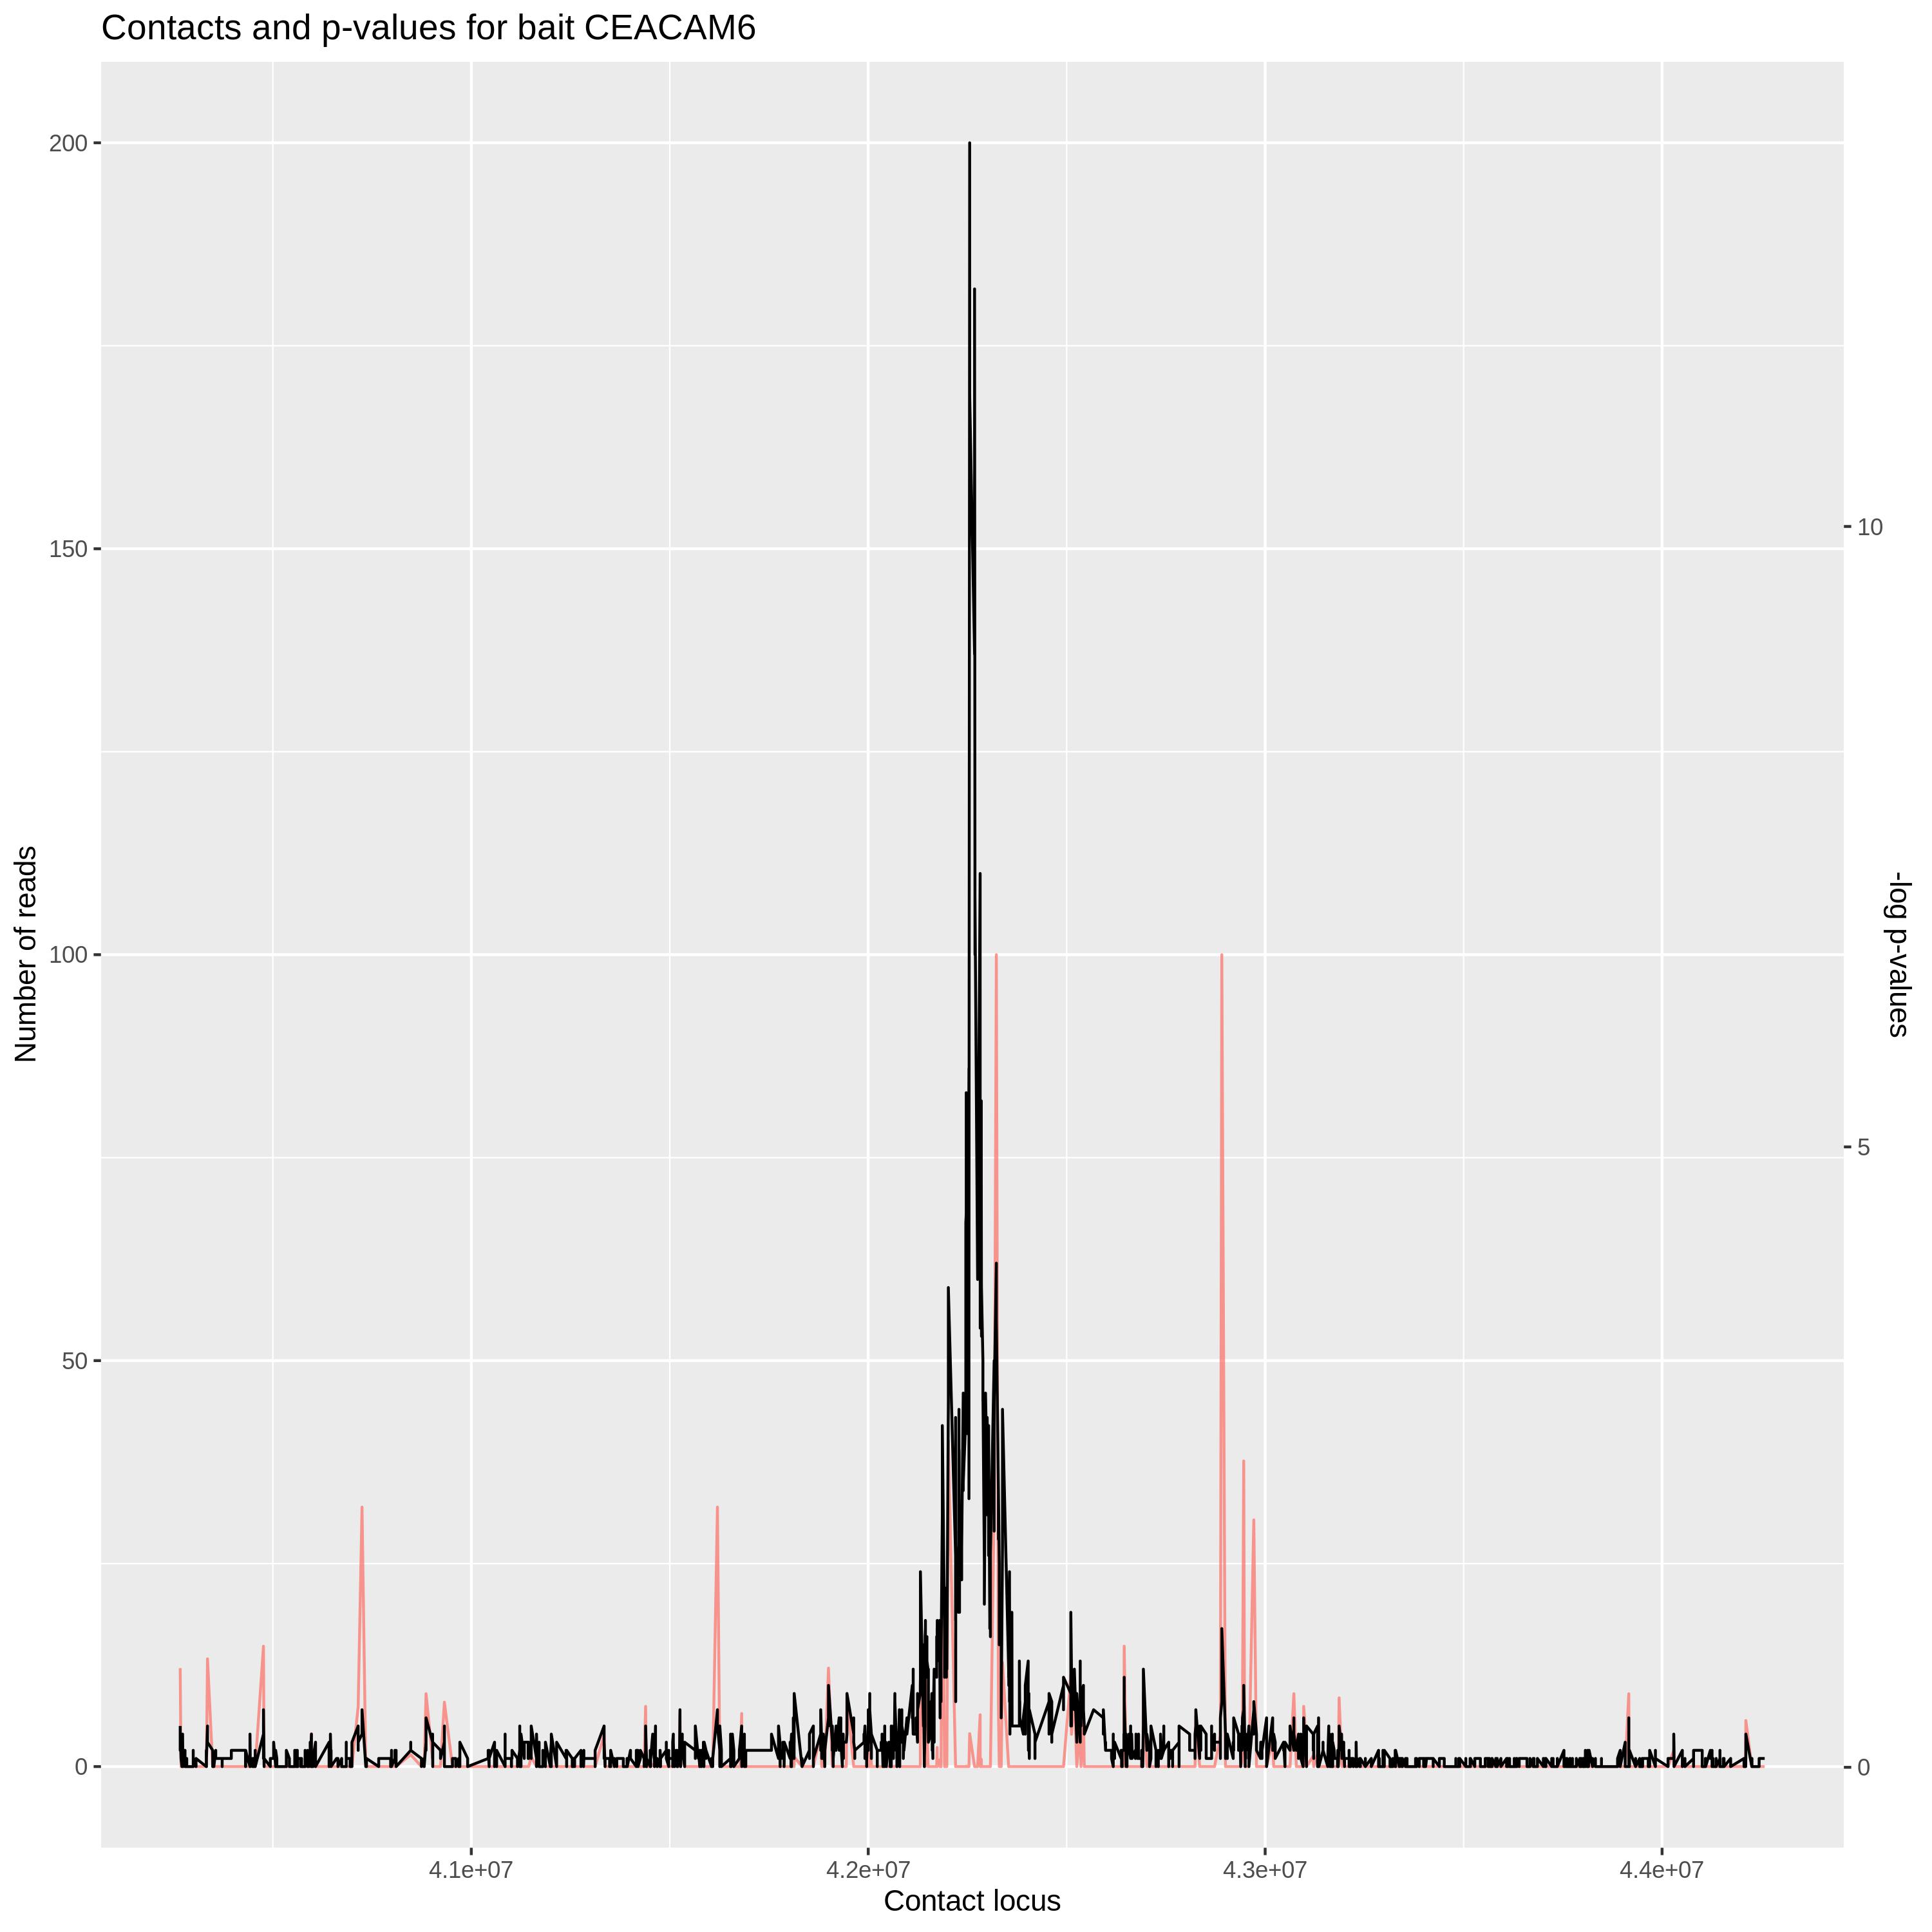 Contacts and p-values for bait CEACAM6
200
150
100
50
0
Number of reads
10
5
0
-log p-values
4.1e+07 4.2e+07 4.3e+07 4.4e+07
Contact locus